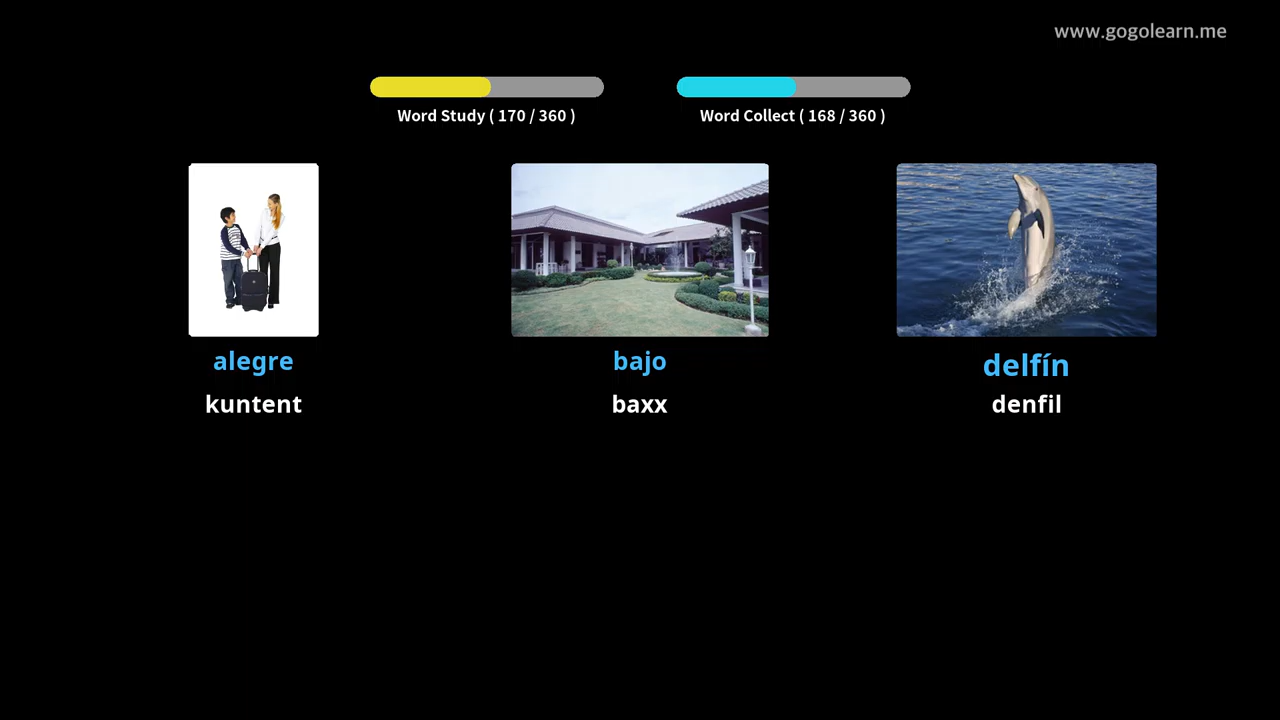 www.gogolearn.me
Word Study ( 170 / 360 )
Word Collect ( 168 / 360 )
alegre
kuntent
bajo
baxx
delfín
denfil